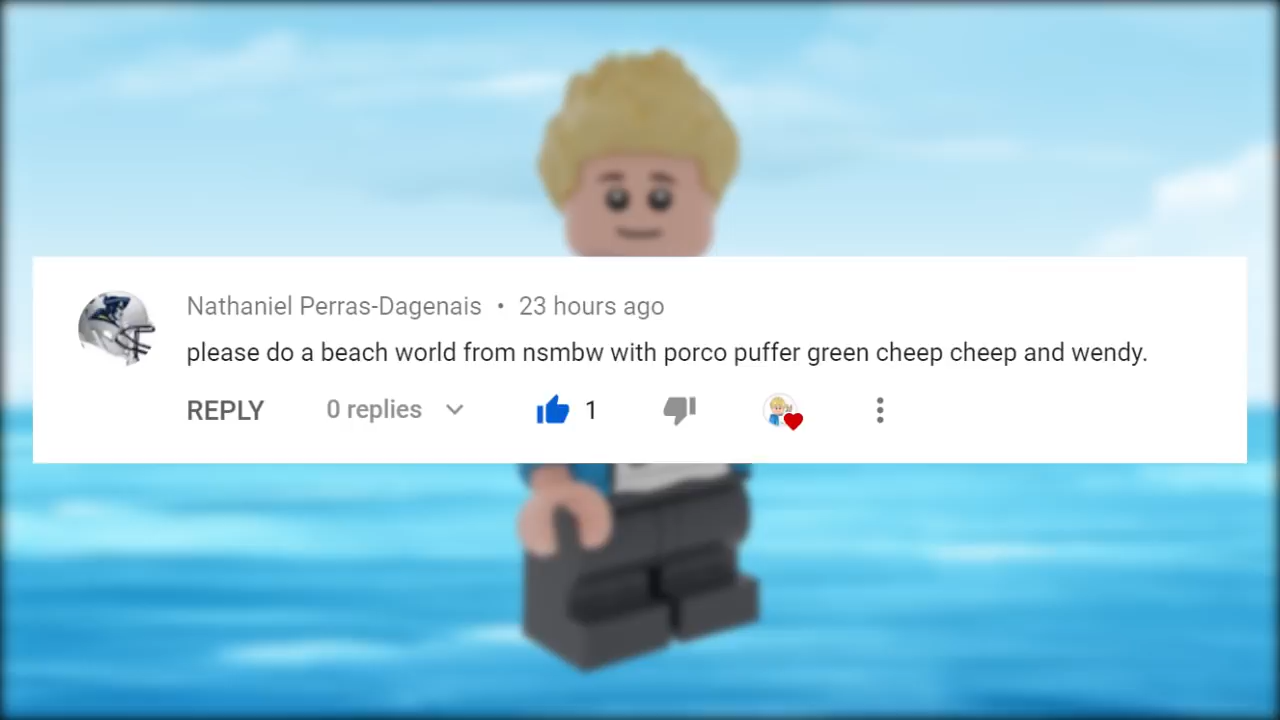 Nathaniel Perras-Dagenais • 23 hours ago
please do a beach world from nsmbw with porco puffer green cheep cheep and wendy.
REPLY 0 replies 1